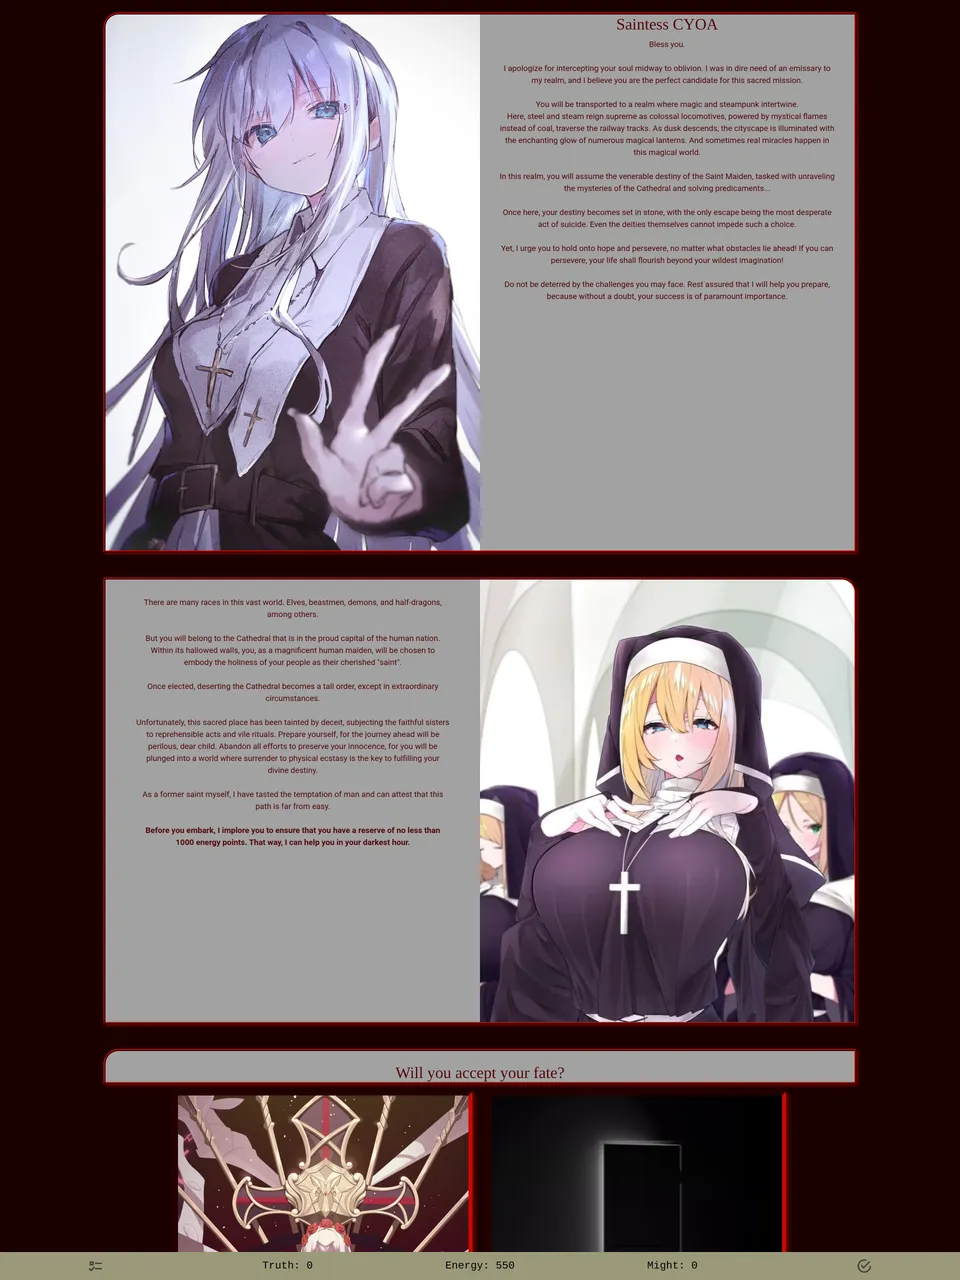 Saintess CYOA
Bless you.
I apologize for intercepting your soul midway to oblivion. I was in dire need of an emissary to
my realm, and I believe you are the perfect candidate for this sacred mission.
You will be transported to a realm where magic and steampunk intertwine.
Here, steel and steam reign supreme as colossal locomotives, powered by mystical flames
instead of coal, traverse the railway tracks. As dusk descends, the cityscape is illuminated with
the enchanting glow of numerous magical lanterns. And sometimes real miracles happen in
this magical world.
In this realm, you will assume the venerable destiny of the Saint Maiden, tasked with unraveling
the mysteries of the Cathedral and solving predicaments...
Once here, your destiny becomes set in stone, with the only escape being the most desperate
act of suicide. Even the deities themselves cannot impede such a choice.
Yet, I urge you to hold onto hope and persevere, no matter what obstacles lie ahead! If you can
persevere, your life shall flourish beyond your wildest imagination!
Do not be deterred by the challenges you may face. Rest assured that I will help you prepare,
because without a doubt, your success is of paramount importance.
There are many races in this vast world. Elves, beastmen, demons, and half-dragons,
among others.
But you will belong to the Cathedral that is in the proud capital of the human nation.
Within its hallowed walls, you, as a magnificent human maiden, will be chosen to
embody the holiness of your people as their cherished "saint".
Once elected, deserting the Cathedral becomes a tall order, except in extraordinary
circumstances.
Unfortunately, this sacred place has been tainted by deceit, subjecting the faithful sisters
to reprehensible acts and vile rituals. Prepare yourself, for the journey ahead will be
perilous, dear child. Abandon all efforts to preserve your innocence, for you will be
plunged into a world where surrender to physical ecstasy is the key to fulfilling your
divine destiny.
As a former saint myself, I have tasted the temptation of man and can attest that this
path is far from easy.
Before you embark, I implore you to ensure that you have a reserve of no less than
1000 energy points. That way, I can help you in your darkest hour.
Will you accept your fate?
Truth: 0
Energy: 550
Might: 0